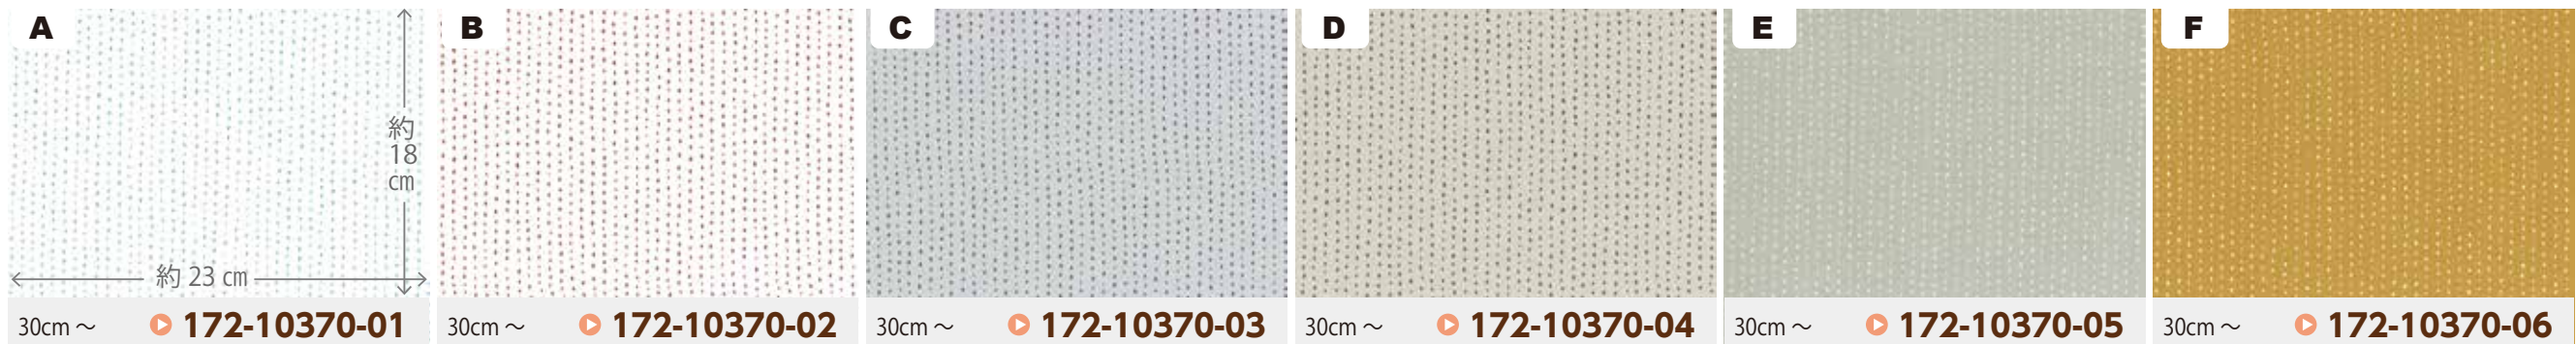 A
B
C
D
E
F
約
18
cm
約 23 cm
30cm ～ 172-10370-01
30cm ～ 172-10370-02
30cm ～ 172-10370-03
30cm ～ 172-10370-04
30cm ～ 172-10370-05
30cm ～ 172-10370-06